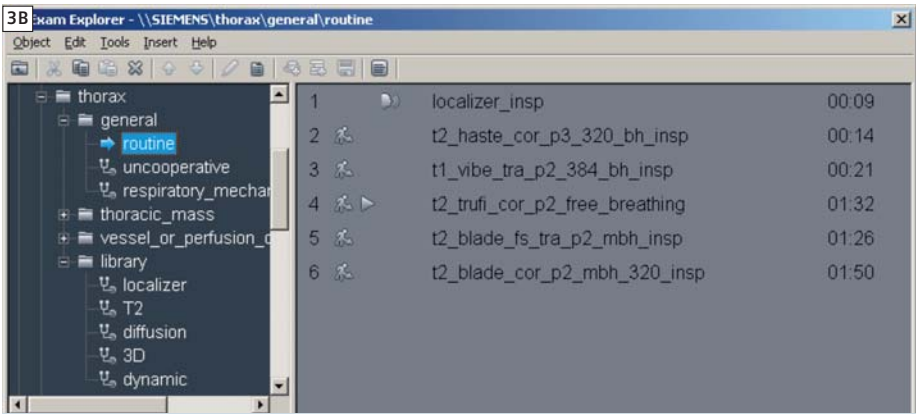 3B
Exam Explorer - \\SIEMENS\thorax\general\routine
Object Edit Tools Insert Help
thorax
general
routine
uncooperative
respiratory_mechar
thoracic_mass
vessel_or_perfusion_d
library
localizer
T2
diffusion
3D
dynamic
1 localizer_insp 00:09
2 t2_haste_cor_p3_320_bh_insp 00:14
3 t1_vibe_tra_p2_384_bh_insp 00:21
4 t2_trufi_cor_p2_free_breathing 01:32
5 t2_blade_fs_tra_p2_mbh_insp 01:26
6 t2_blade_cor_p2_mbh_320_insp 01:50